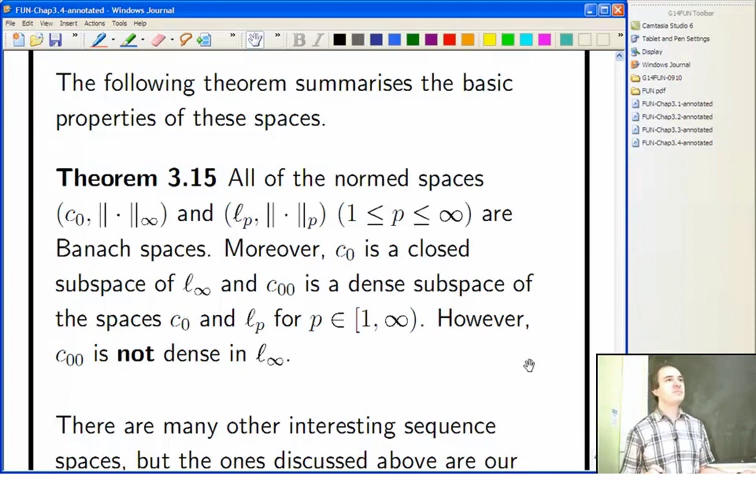 FUN-Chap3.4-annotated - Windows Journal
File Edit View Insert Actions Tools Help
The following theorem summarises the basic
properties of these spaces.
Theorem 3.15 All of the normed spaces
(c₀, ‖ · ‖∞) and (ℓₚ, ‖ · ‖ₚ) (1 ≤ p ≤ ∞) are
Banach spaces. Moreover, c₀ is a closed
subspace of ℓ∞ and c₀₀ is a dense subspace of
the spaces c₀ and ℓₚ for p ∈ [1, ∞). However,
c₀₀ is not dense in ℓ∞.
There are many other interesting sequence
spaces, but the ones discussed above are our
G14FUN Toolbar
Camtasia Studio 6
Tablet and Pen Settings
Display
Windows Journal
G14FUN-0910
FUN pdf
FUN-Chap3.1-annotated
FUN-Chap3.2-annotated
FUN-Chap3.3-annotated
FUN-Chap3.4-annotated